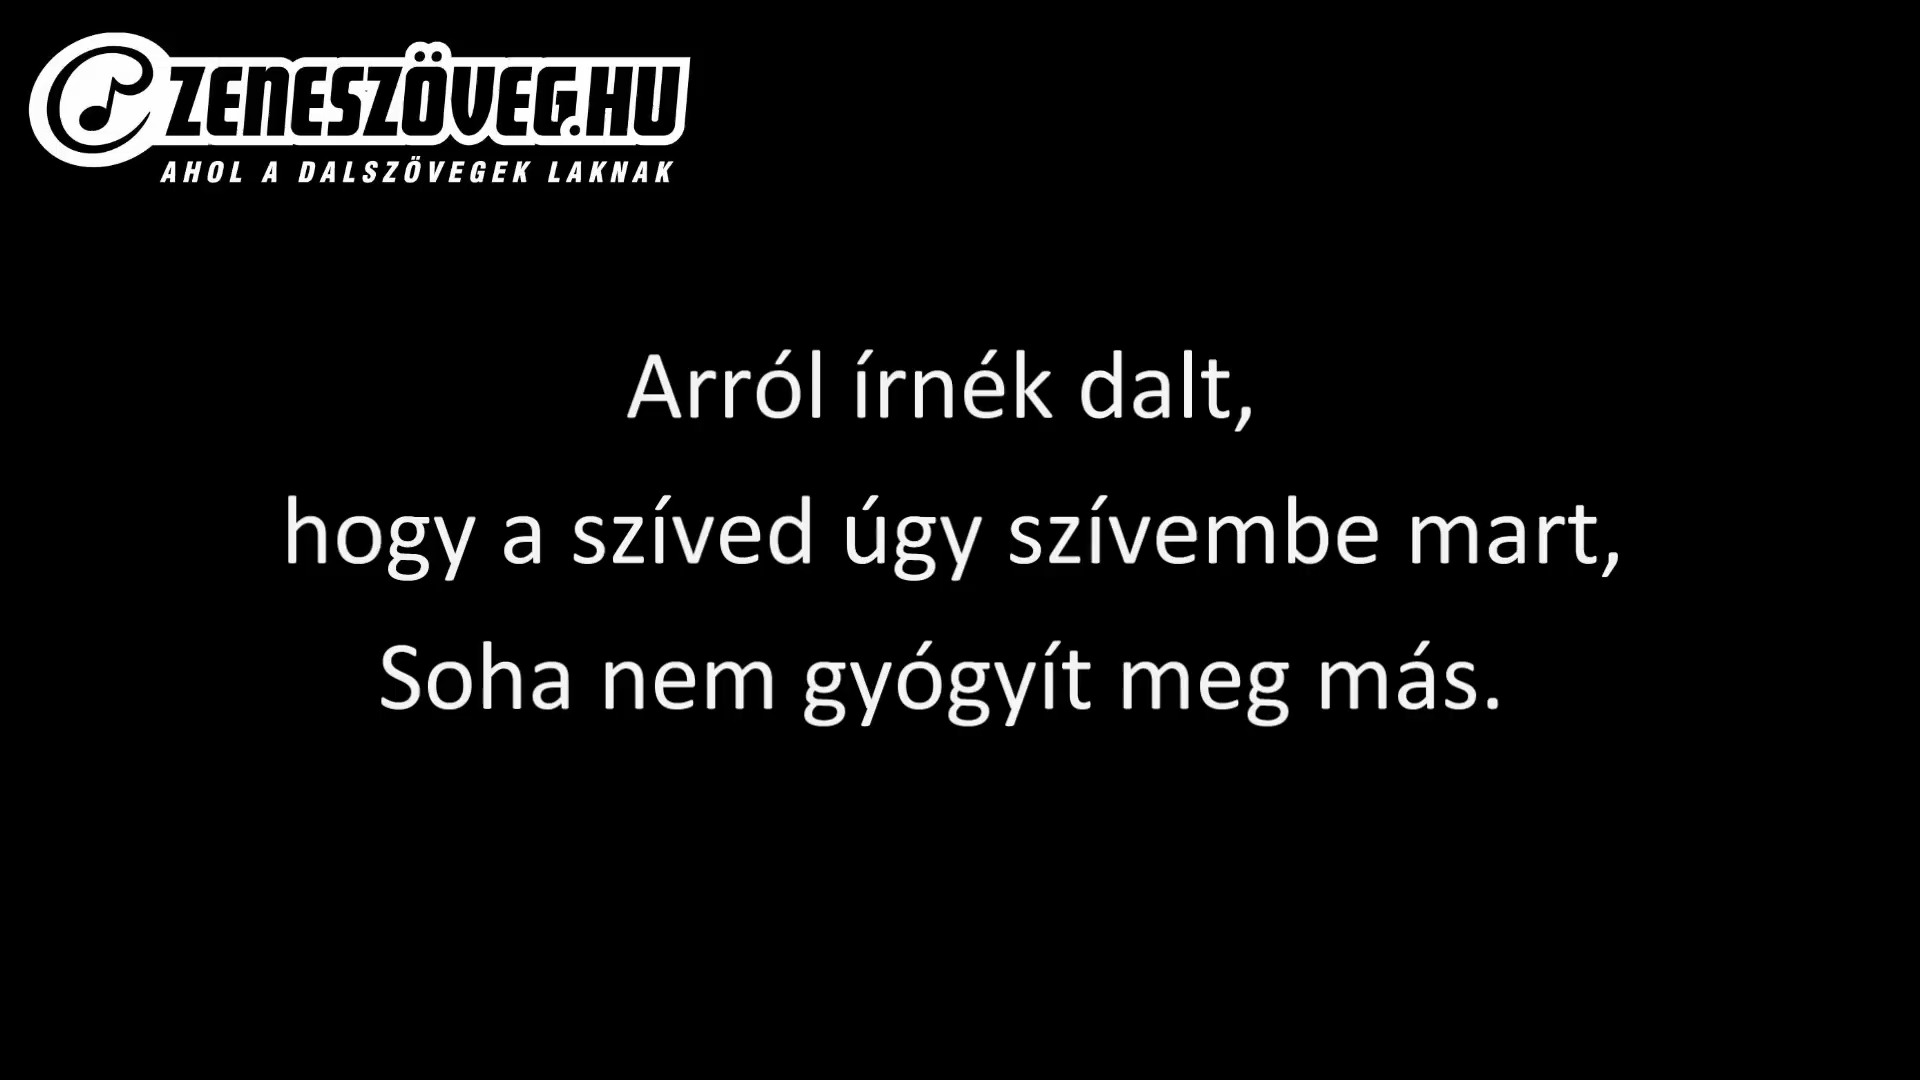 ZENESZÖVEG.HU
AHOL A DALSZÖVEGEK LAKNAK
Arról írnék dalt,
hogy a szíved úgy szívembe mart,
Soha nem gyógyít meg más.